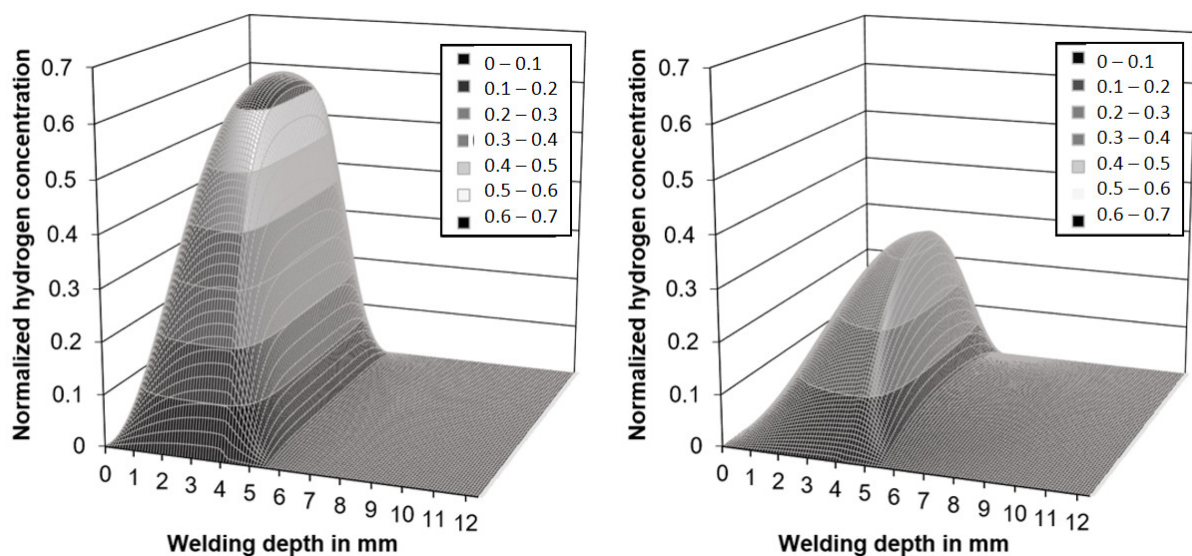 Normalized hydrogen concentration
0.7
0.6
0.5
0.4
0.3
0.2
0.1
0
0 – 0.1
0.1 – 0.2
0.2 – 0.3
0.3 – 0.4
0.4 – 0.5
0.5 – 0.6
0.6 – 0.7
0 1 2 3 4 5 6 7 8 9 10 11 12
Welding depth in mm
Normalized hydrogen concentration
0.7
0.6
0.5
0.4
0.3
0.2
0.1
0
0 – 0.1
0.1 – 0.2
0.2 – 0.3
0.3 – 0.4
0.4 – 0.5
0.5 – 0.6
0.6 – 0.7
0 1 2 3 4 5 6 7 8 9 10 11 12
Welding depth in mm